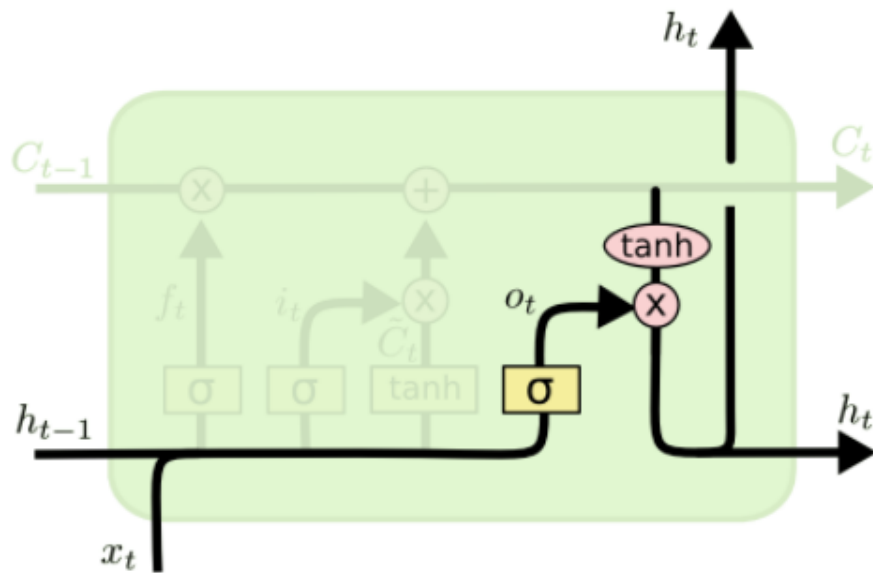 h_t
C_{t-1}
C_t
x
+
tanh
f_t
i_t
x
o_t
x
C̃_t
σ
σ
tanh
σ
h_{t-1}
h_t
x_t